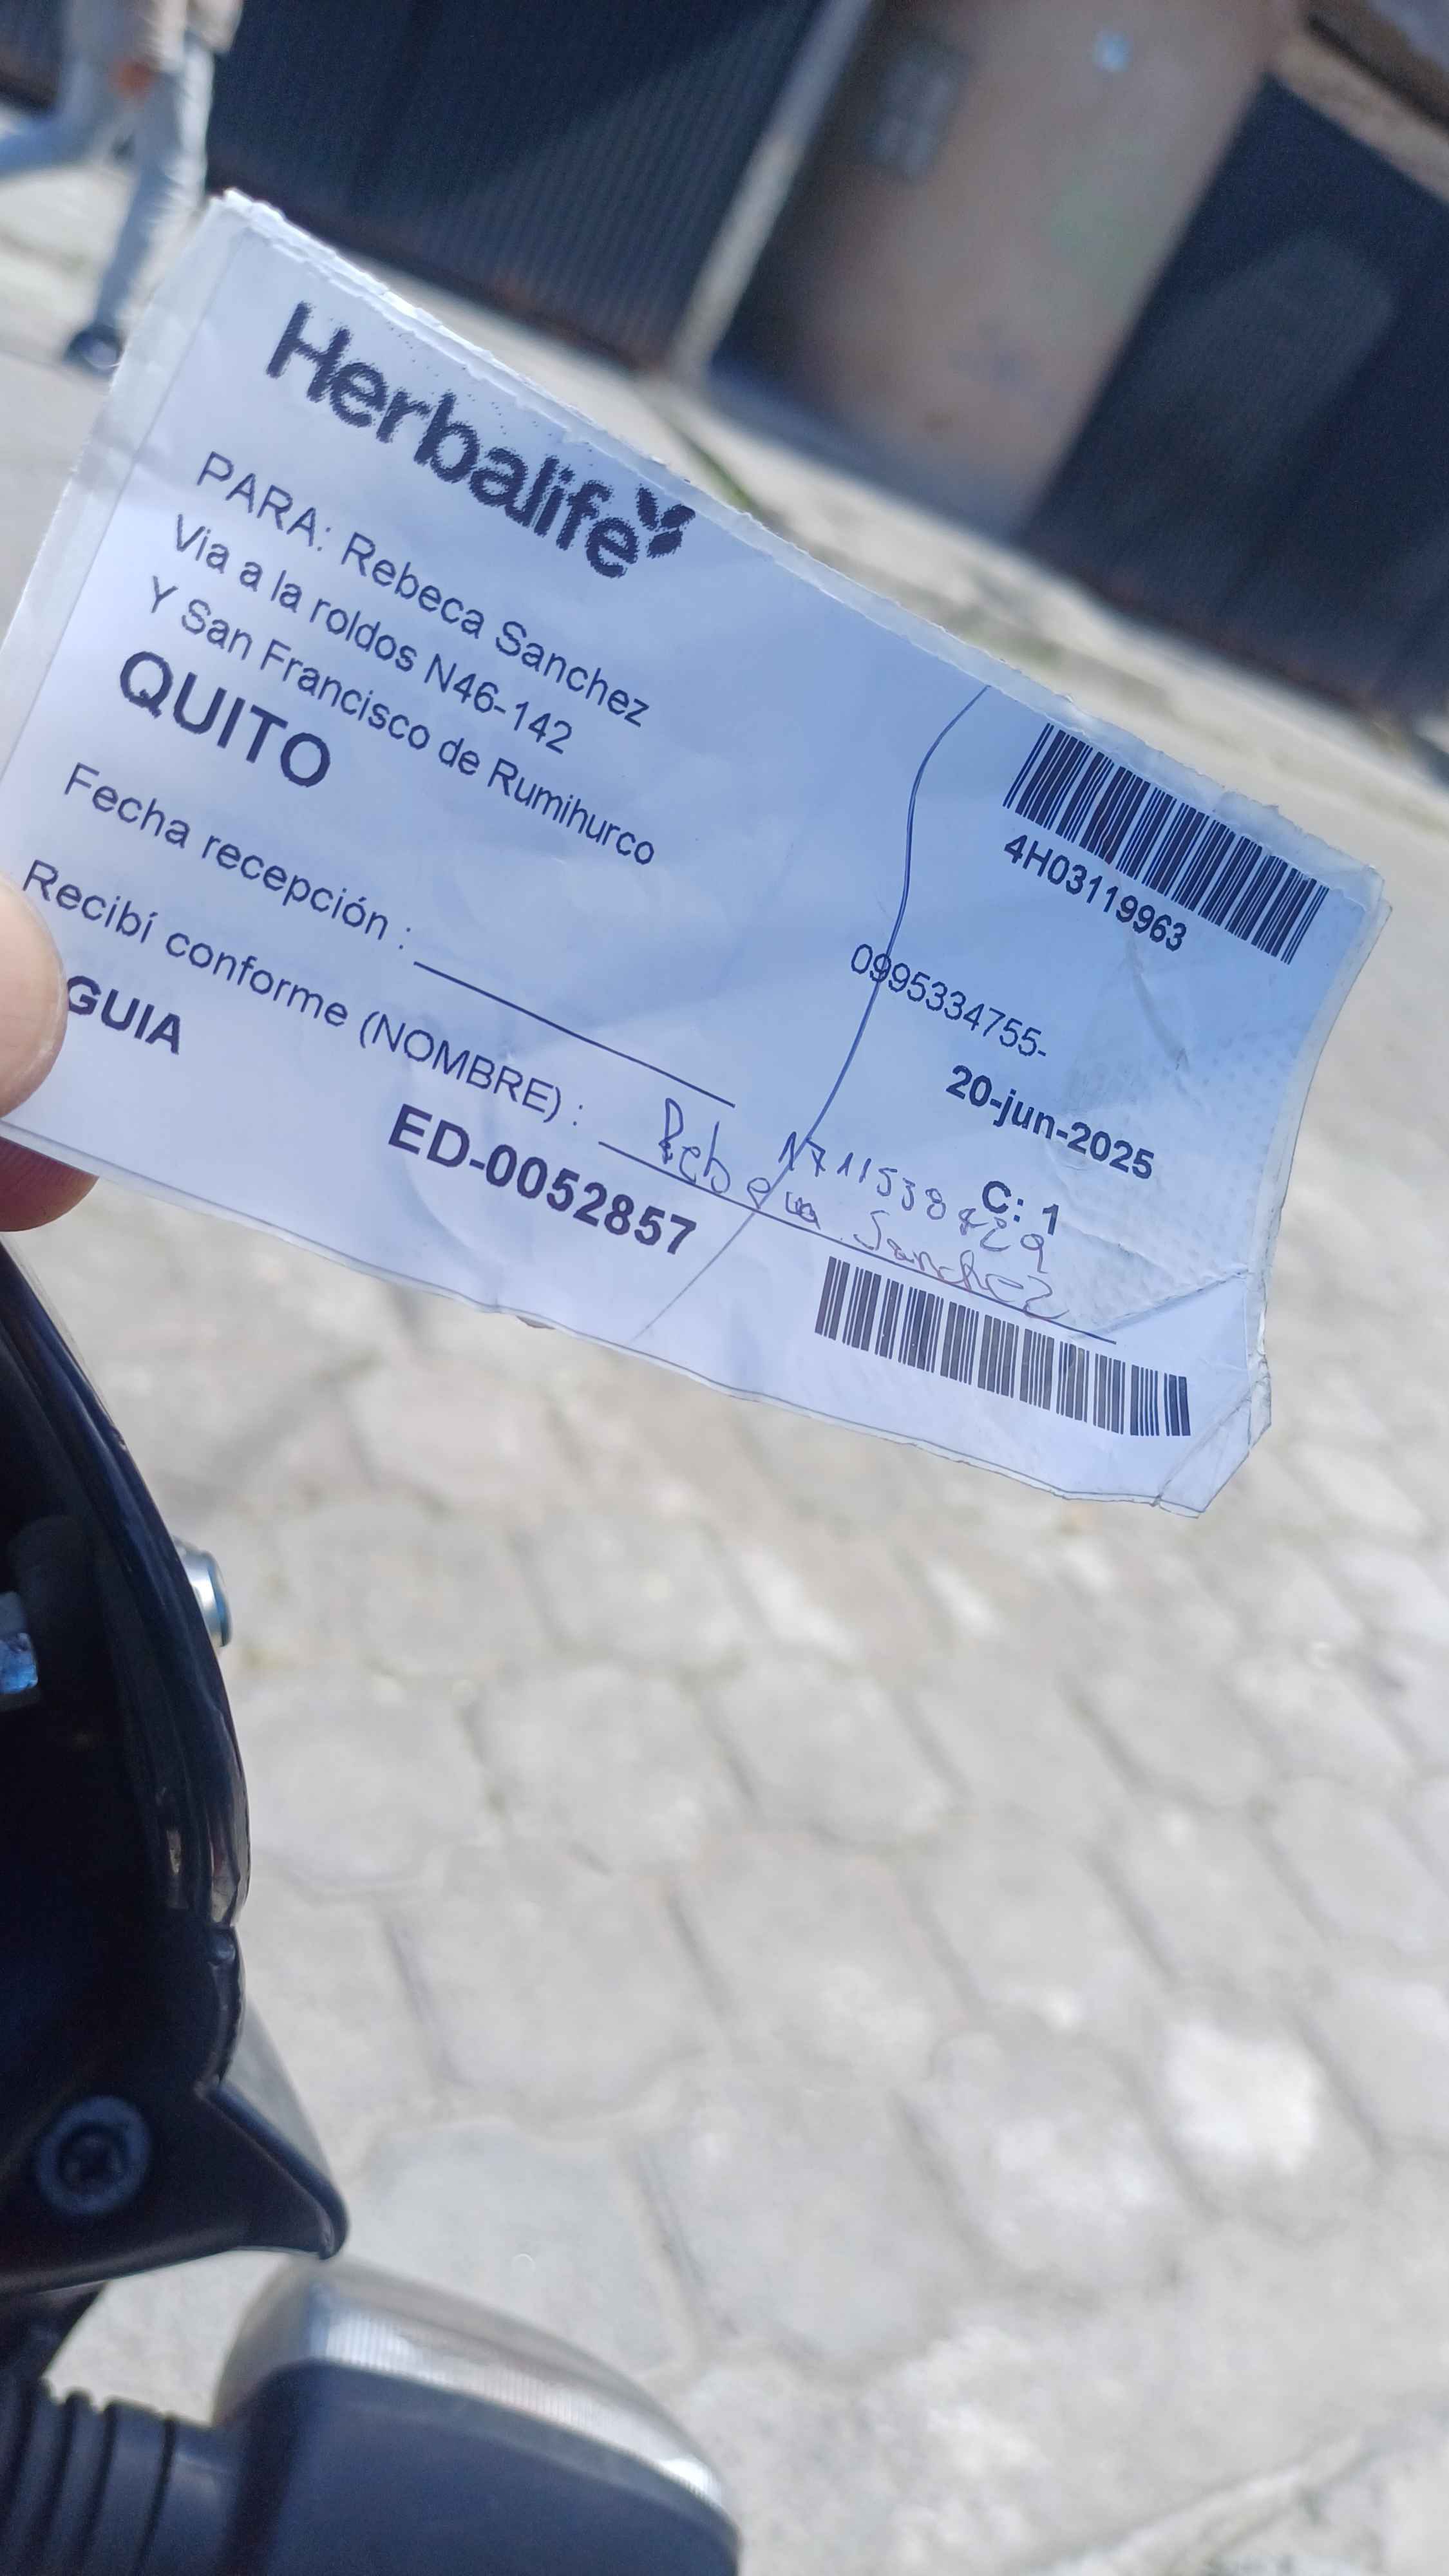 Herbalife
PARA: Rebeca Sanchez
Via a la roldos N46-142
Y San Francisco de Rumihurco
QUITO
4H03119963
0995334755-
20-jun-2025
C: 1
Fecha recepción :
Recibí conforme (NOMBRE) : Rebeca Sanchez
GUIA
ED-0052857